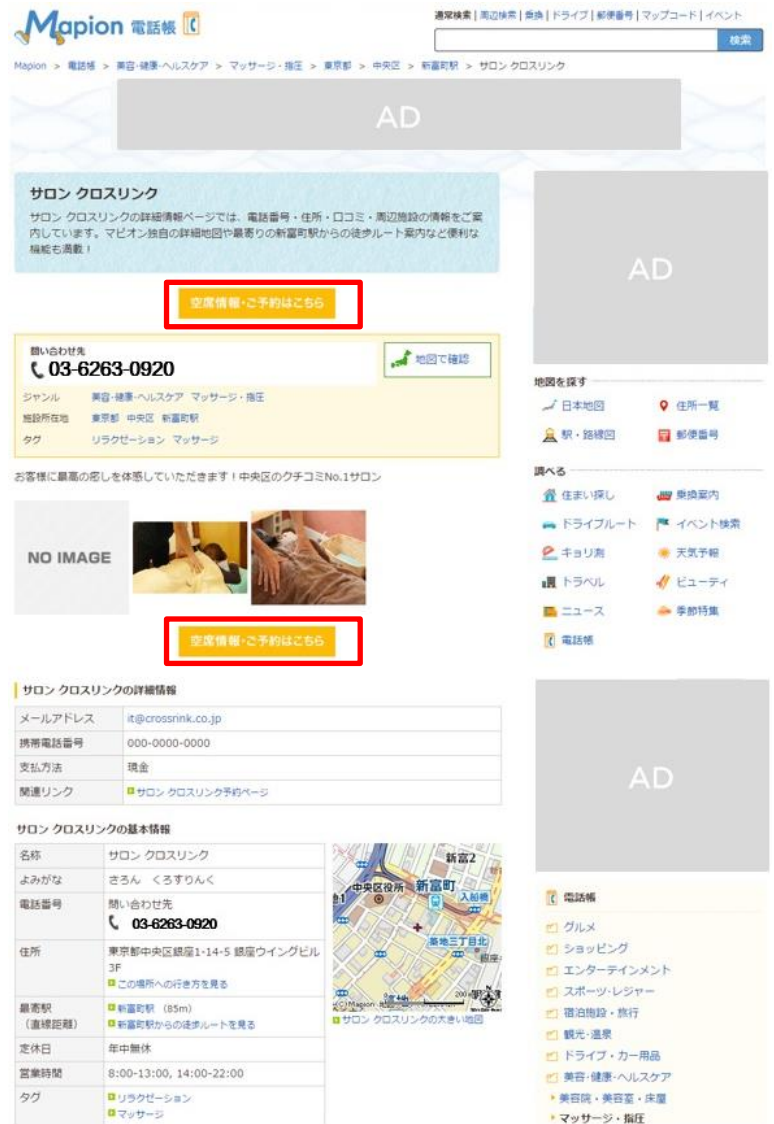 Mapion 電話帳
通常検索 | 周辺検索 | 乗換 | ドライブ | 郵便番号 | マップコード | イベント
検索
Mapion > 電話帳 > 美容・健康・ヘルスケア > マッサージ・指圧 > 東京都 > 中央区 > 新富町駅 > サロン クロスリンク
AD
サロン クロスリンク
サロン クロスリンクの詳細情報ページでは、電話番号・住所・口コミ・周辺施設の情報をご案
内しています。マピオン独自の詳細地図や最寄りの新富町駅からの徒歩ルート案内など便利な
機能も満載！
空席情報・ご予約はこちら
問い合わせ先
03-6263-0920
地図で確認
ジャンル 美容・健康・ヘルスケア マッサージ・指圧
施設所在地 東京都 中央区 新富町駅
タグ リラクゼーション マッサージ
お客様に最高の癒しを体感していただきます！中央区のクチコミNo.1サロン
NO IMAGE
空席情報・ご予約はこちら
サロン クロスリンクの詳細情報
メールアドレス it@crossrink.co.jp
携帯電話番号 000-0000-0000
支払方法 現金
関連リンク サロン クロスリンク予約ページ
サロン クロスリンクの基本情報
名称 サロン クロスリンク
よみがな さろん くろすりんく
電話番号 問い合わせ先
03-6263-0920
住所 東京都中央区銀座1-14-5 銀座ウイングビル
3F
この場所への行き方を見る
最寄駅 新富町駅 (85m)
（直線距離） 新富町駅からの徒歩ルートを見る
定休日 年中無休
営業時間 8:00-13:00, 14:00-22:00
タグ リラクゼーション
マッサージ
新富2
中央区役所
新富町
入船橋
築地三丁目北
銀座
(C)Mapion
サロン クロスリンクの大きい地図
AD
地図を探す
日本地図 住所一覧
駅・路線図 郵便番号
調べる
住まい探し 乗換案内
ドライブルート イベント検索
キョリ測 天気予報
トラベル ビューティ
ニュース 季節特集
電話帳
AD
電話帳
グルメ
ショッピング
エンターテインメント
スポーツ・レジャー
宿泊施設・旅行
観光・温泉
ドライブ・カー用品
美容・健康・ヘルスケア
美容院・美容室・床屋
マッサージ・指圧